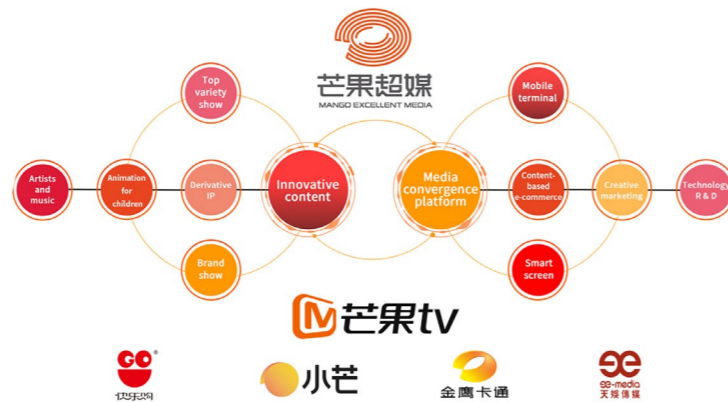 芒果超媒
MANGO EXCELLENT MEDIA
Top
variety
show
Mobile
terminal
Artists
and
music
Animation
for
children
Derivative
IP
Innovative
content
Media
convergence
platform
Content-
based
e-commerce
Creative
marketing
Technology
R & D
Brand
show
Smart
screen
芒果tv
GO
快乐购
小芒
金鹰卡通
ee-media
天娱傳媒